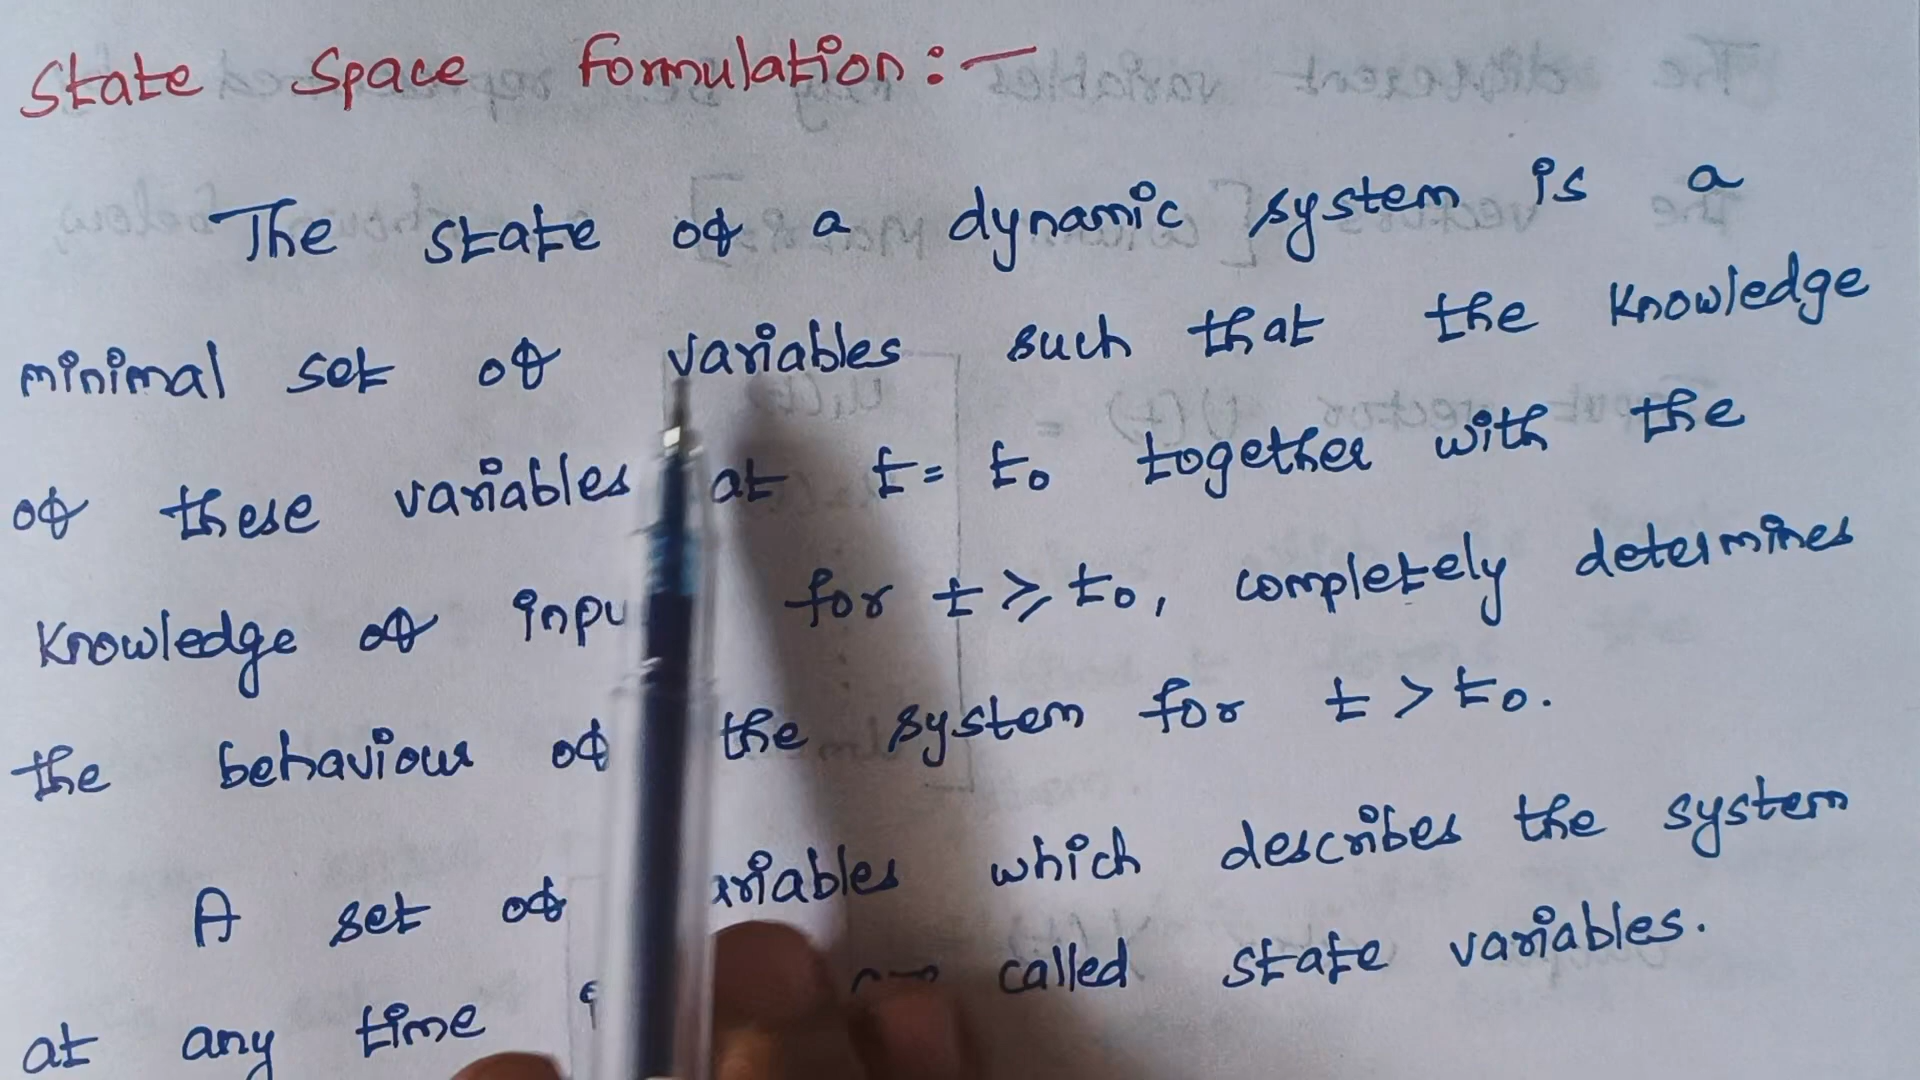 State Space Formulation:-
The state of a dynamic system is a
minimal set of variables such that the knowledge
of these variables at t= t₀ together with the
knowledge of for t ≥ t₀, completely determines
the behaviour of the system for t > t₀.
A set of which describes the system
at any time called state variables.